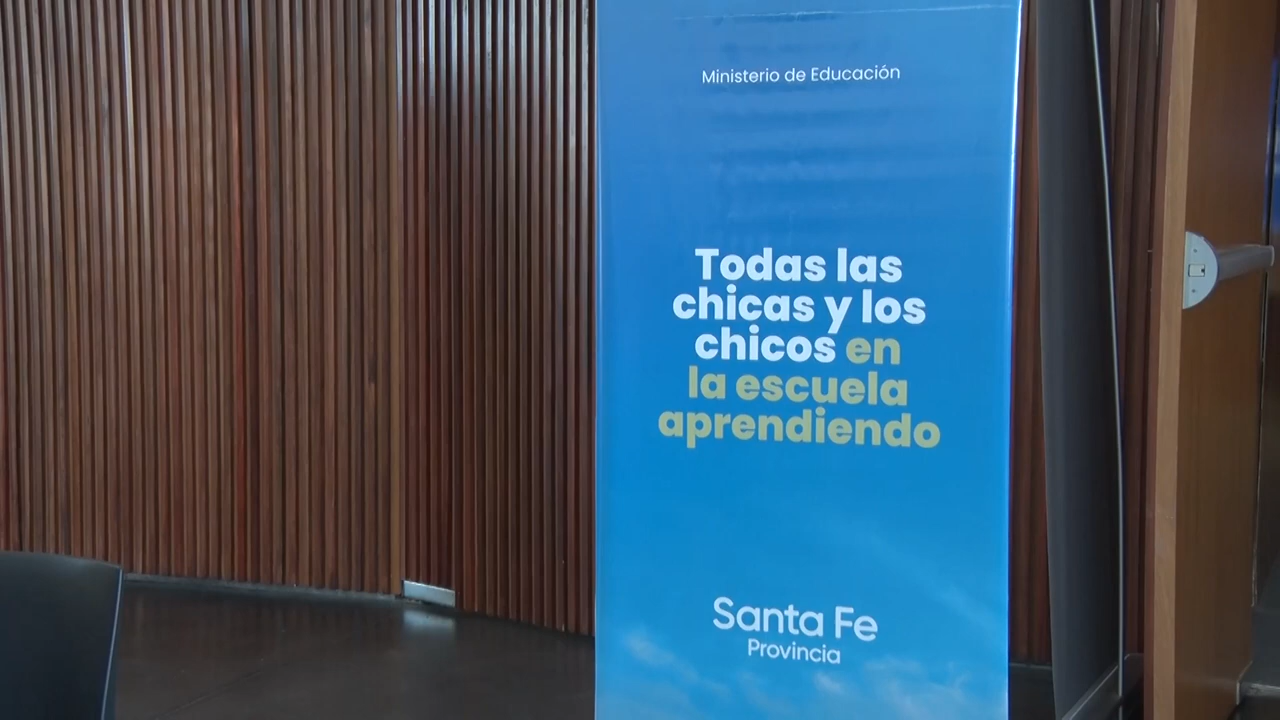 Ministerio de Educación
Todas las
chicas y los
chicos en
la escuela
aprendiendo
Santa Fe
Provincia